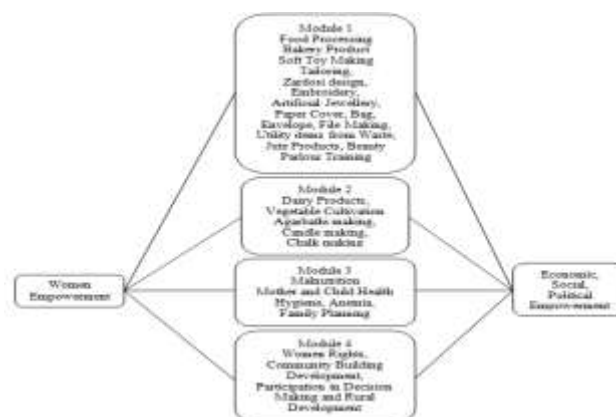 Module 1
Food Processing
Bakery Product
Soft Toy Making
Tailoring,
Zardosi design,
Embroidery,
Artificial Jewellery,
Paper Cover, Bag,
Envelope, File Making,
Utility items from Waste,
Jute Products, Beauty
Parlour Training
Module 2
Dairy Products,
Vegetable Cultivation
Agarbathi making,
Candle making,
Chalk making
Women
Empowerment
Module 3
Malnutrition
Mother and Child Health
Hygiene, Anemia,
Family Planning
Economic,
Social,
Political
Empowerment
Module 4
Women Rights,
Community Building
Development,
Participation in Decision
Making and Rural
Development